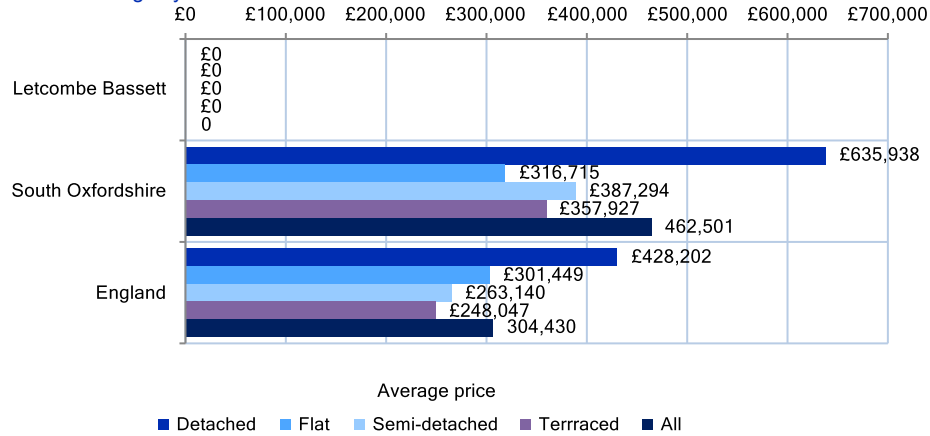 £0 £100,000 £200,000 £300,000 £400,000 £500,000 £600,000 £700,000
Letcombe Bassett
£0
£0
£0
£0
0
South Oxfordshire
£635,938
£316,715
£387,294
£357,927
462,501
England
£428,202
£301,449
£263,140
£248,047
304,430
Average price
Detached Flat Semi-detached Terrraced All